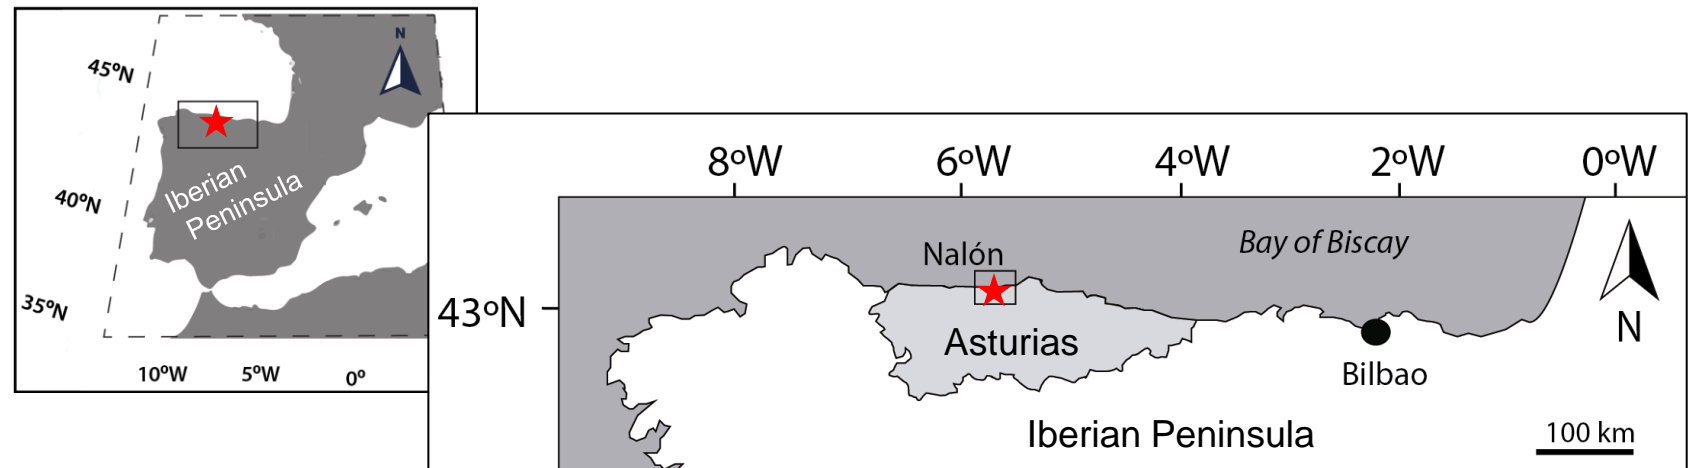 N
45ºN
Iberian
Peninsula
40ºN
35ºN
10ºW 5ºW 0º
8ºW 6ºW 4ºW 2ºW 0ºW
Bay of Biscay
Nalón
43ºN
N
Asturias
Bilbao
Iberian Peninsula
100 km